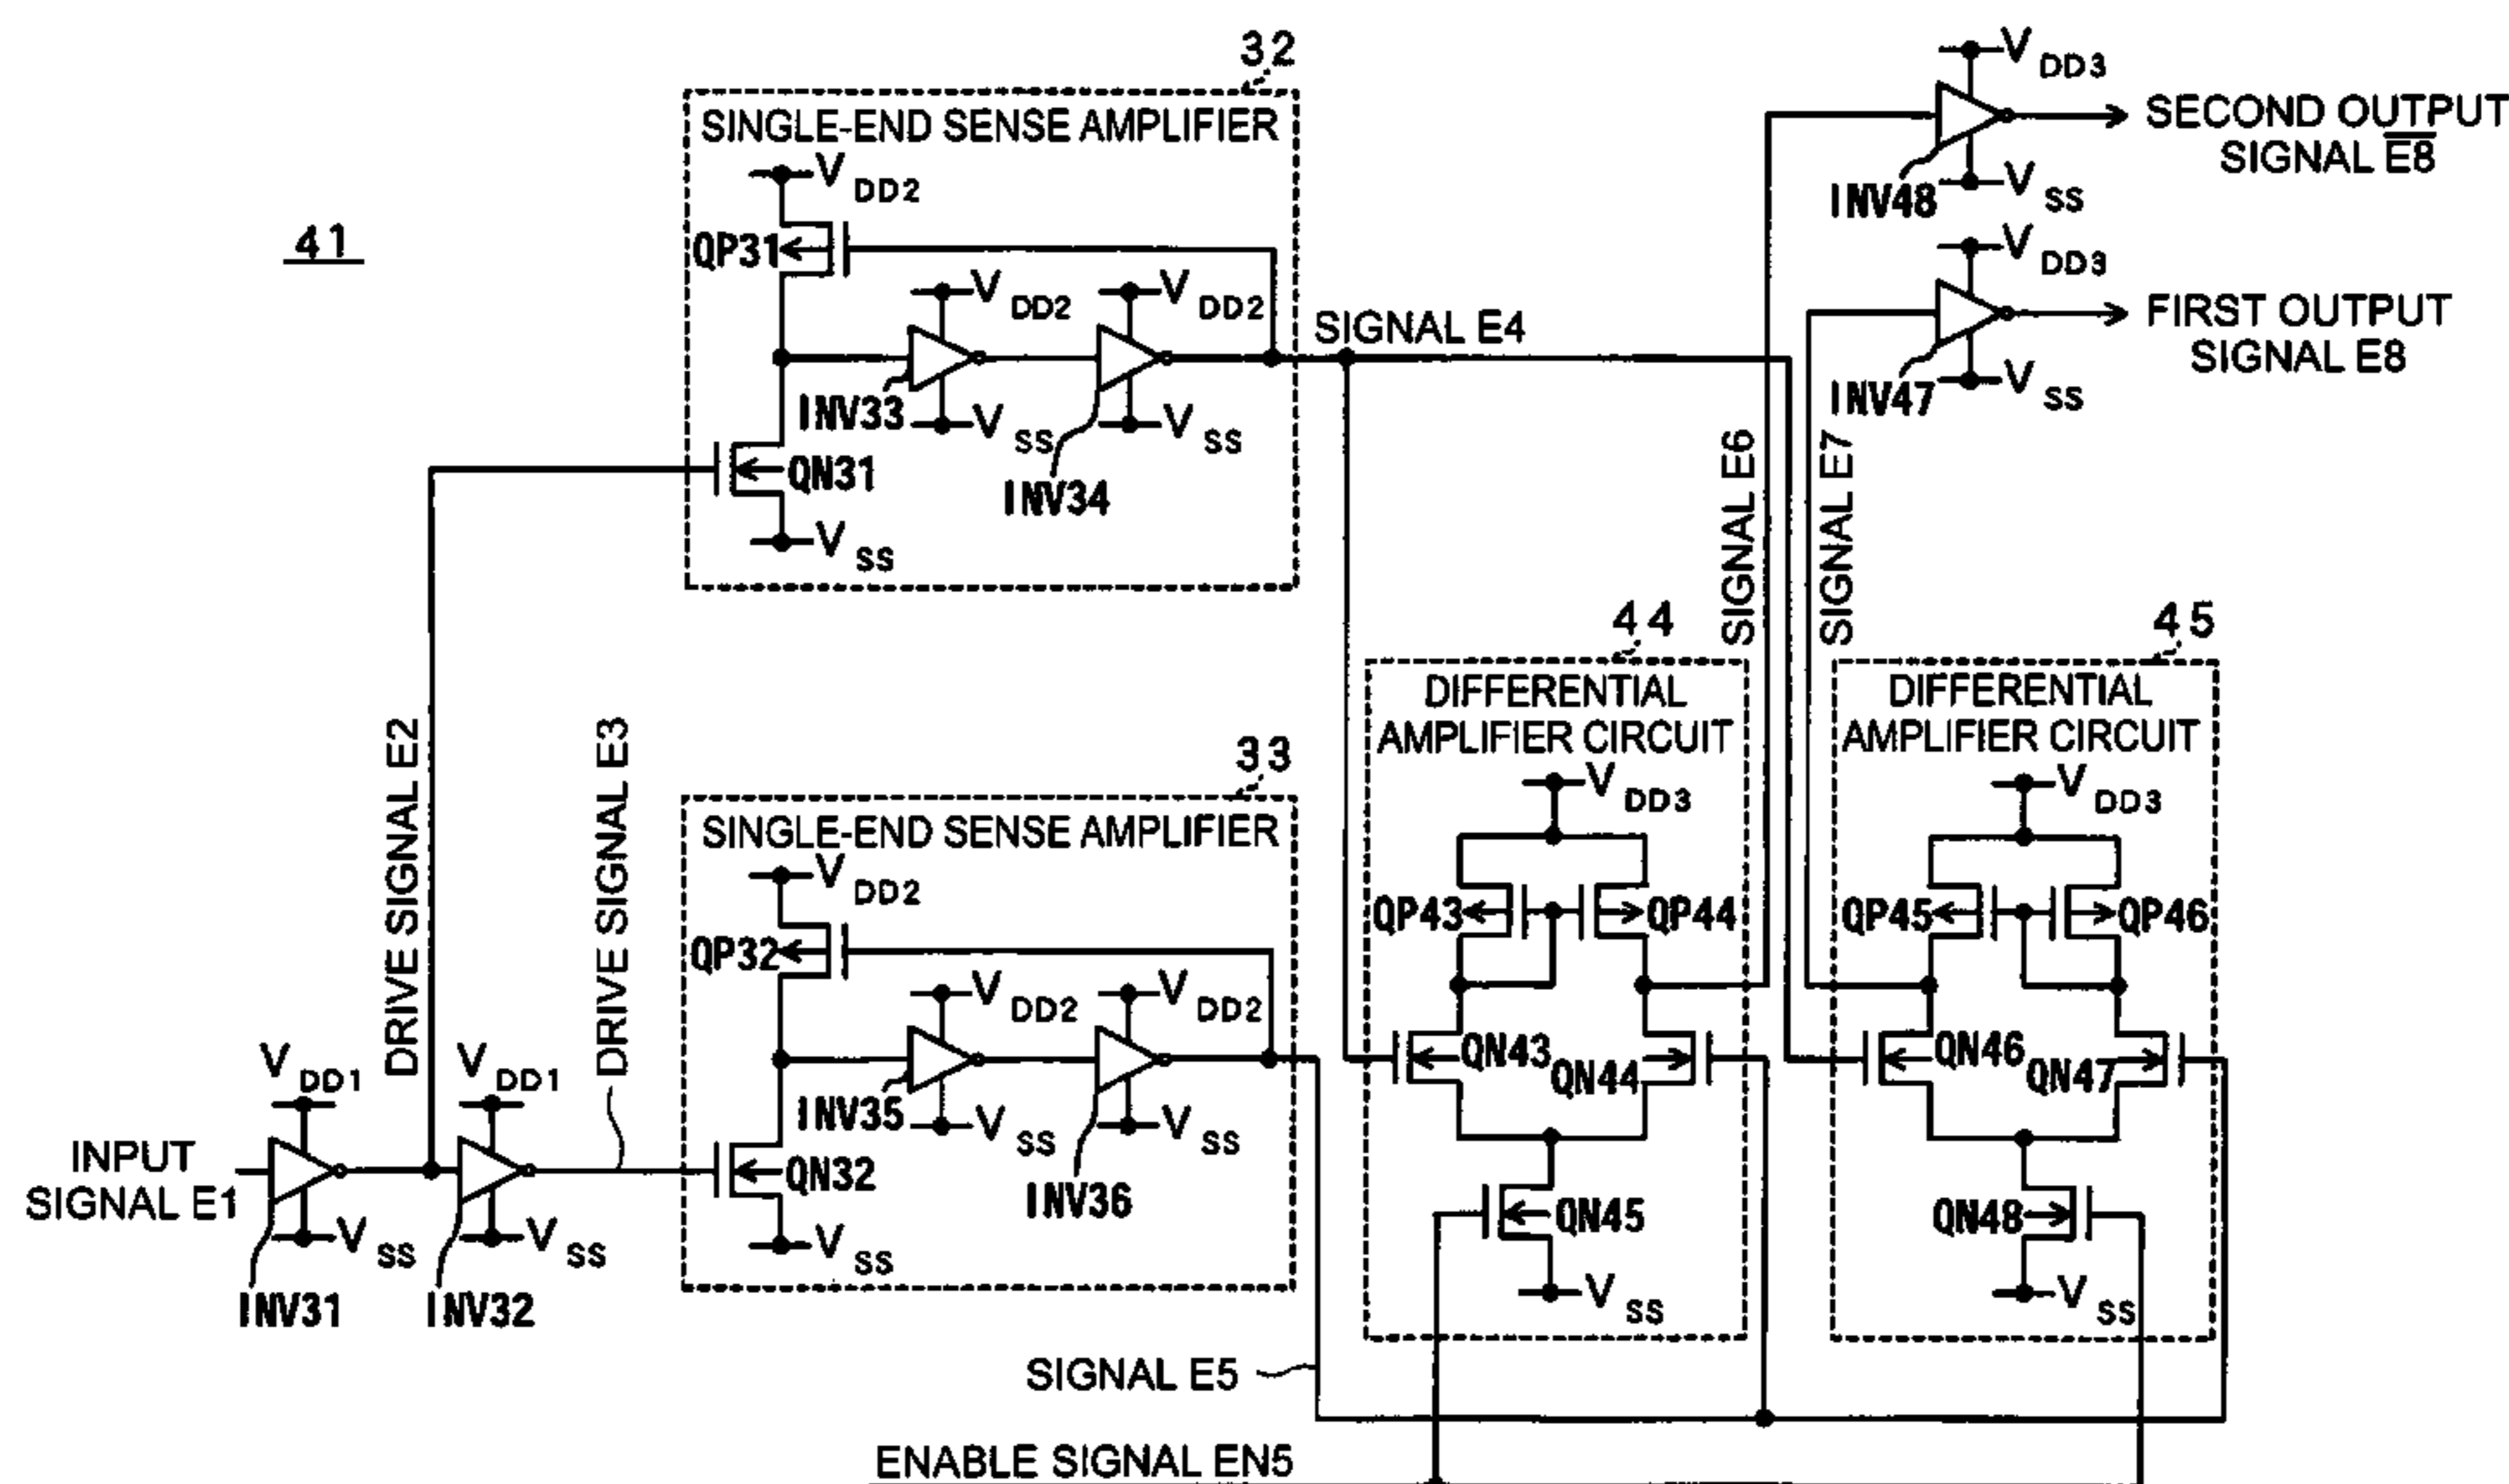 41
32
SINGLE-END SENSE AMPLIFIER
VDD2
QP31
VDD2
VDD2
INV33
VSS
VSS
INV34
QN31
VSS
SIGNAL E4
VDD3
SECOND OUTPUT
SIGNAL E̅8̅
INV48
VSS
VDD3
FIRST OUTPUT
SIGNAL E8
INV47
VSS
SIGNAL E6
SIGNAL E7
DRIVE SIGNAL E2
DRIVE SIGNAL E3
33
SINGLE-END SENSE AMPLIFIER
VDD2
QP32
VDD2
VDD2
INV35
VSS
VSS
INV36
QN32
VSS
INPUT
SIGNAL E1
VDD1
VDD1
VSS
VSS
INV31
INV32
44
DIFFERENTIAL
AMPLIFIER CIRCUIT
VDD3
QP43
QP44
QN43
QN44
QN45
VSS
45
DIFFERENTIAL
AMPLIFIER CIRCUIT
VDD3
QP45
QP46
QN46
QN47
QN48
VSS
SIGNAL E5
ENABLE SIGNAL EN5